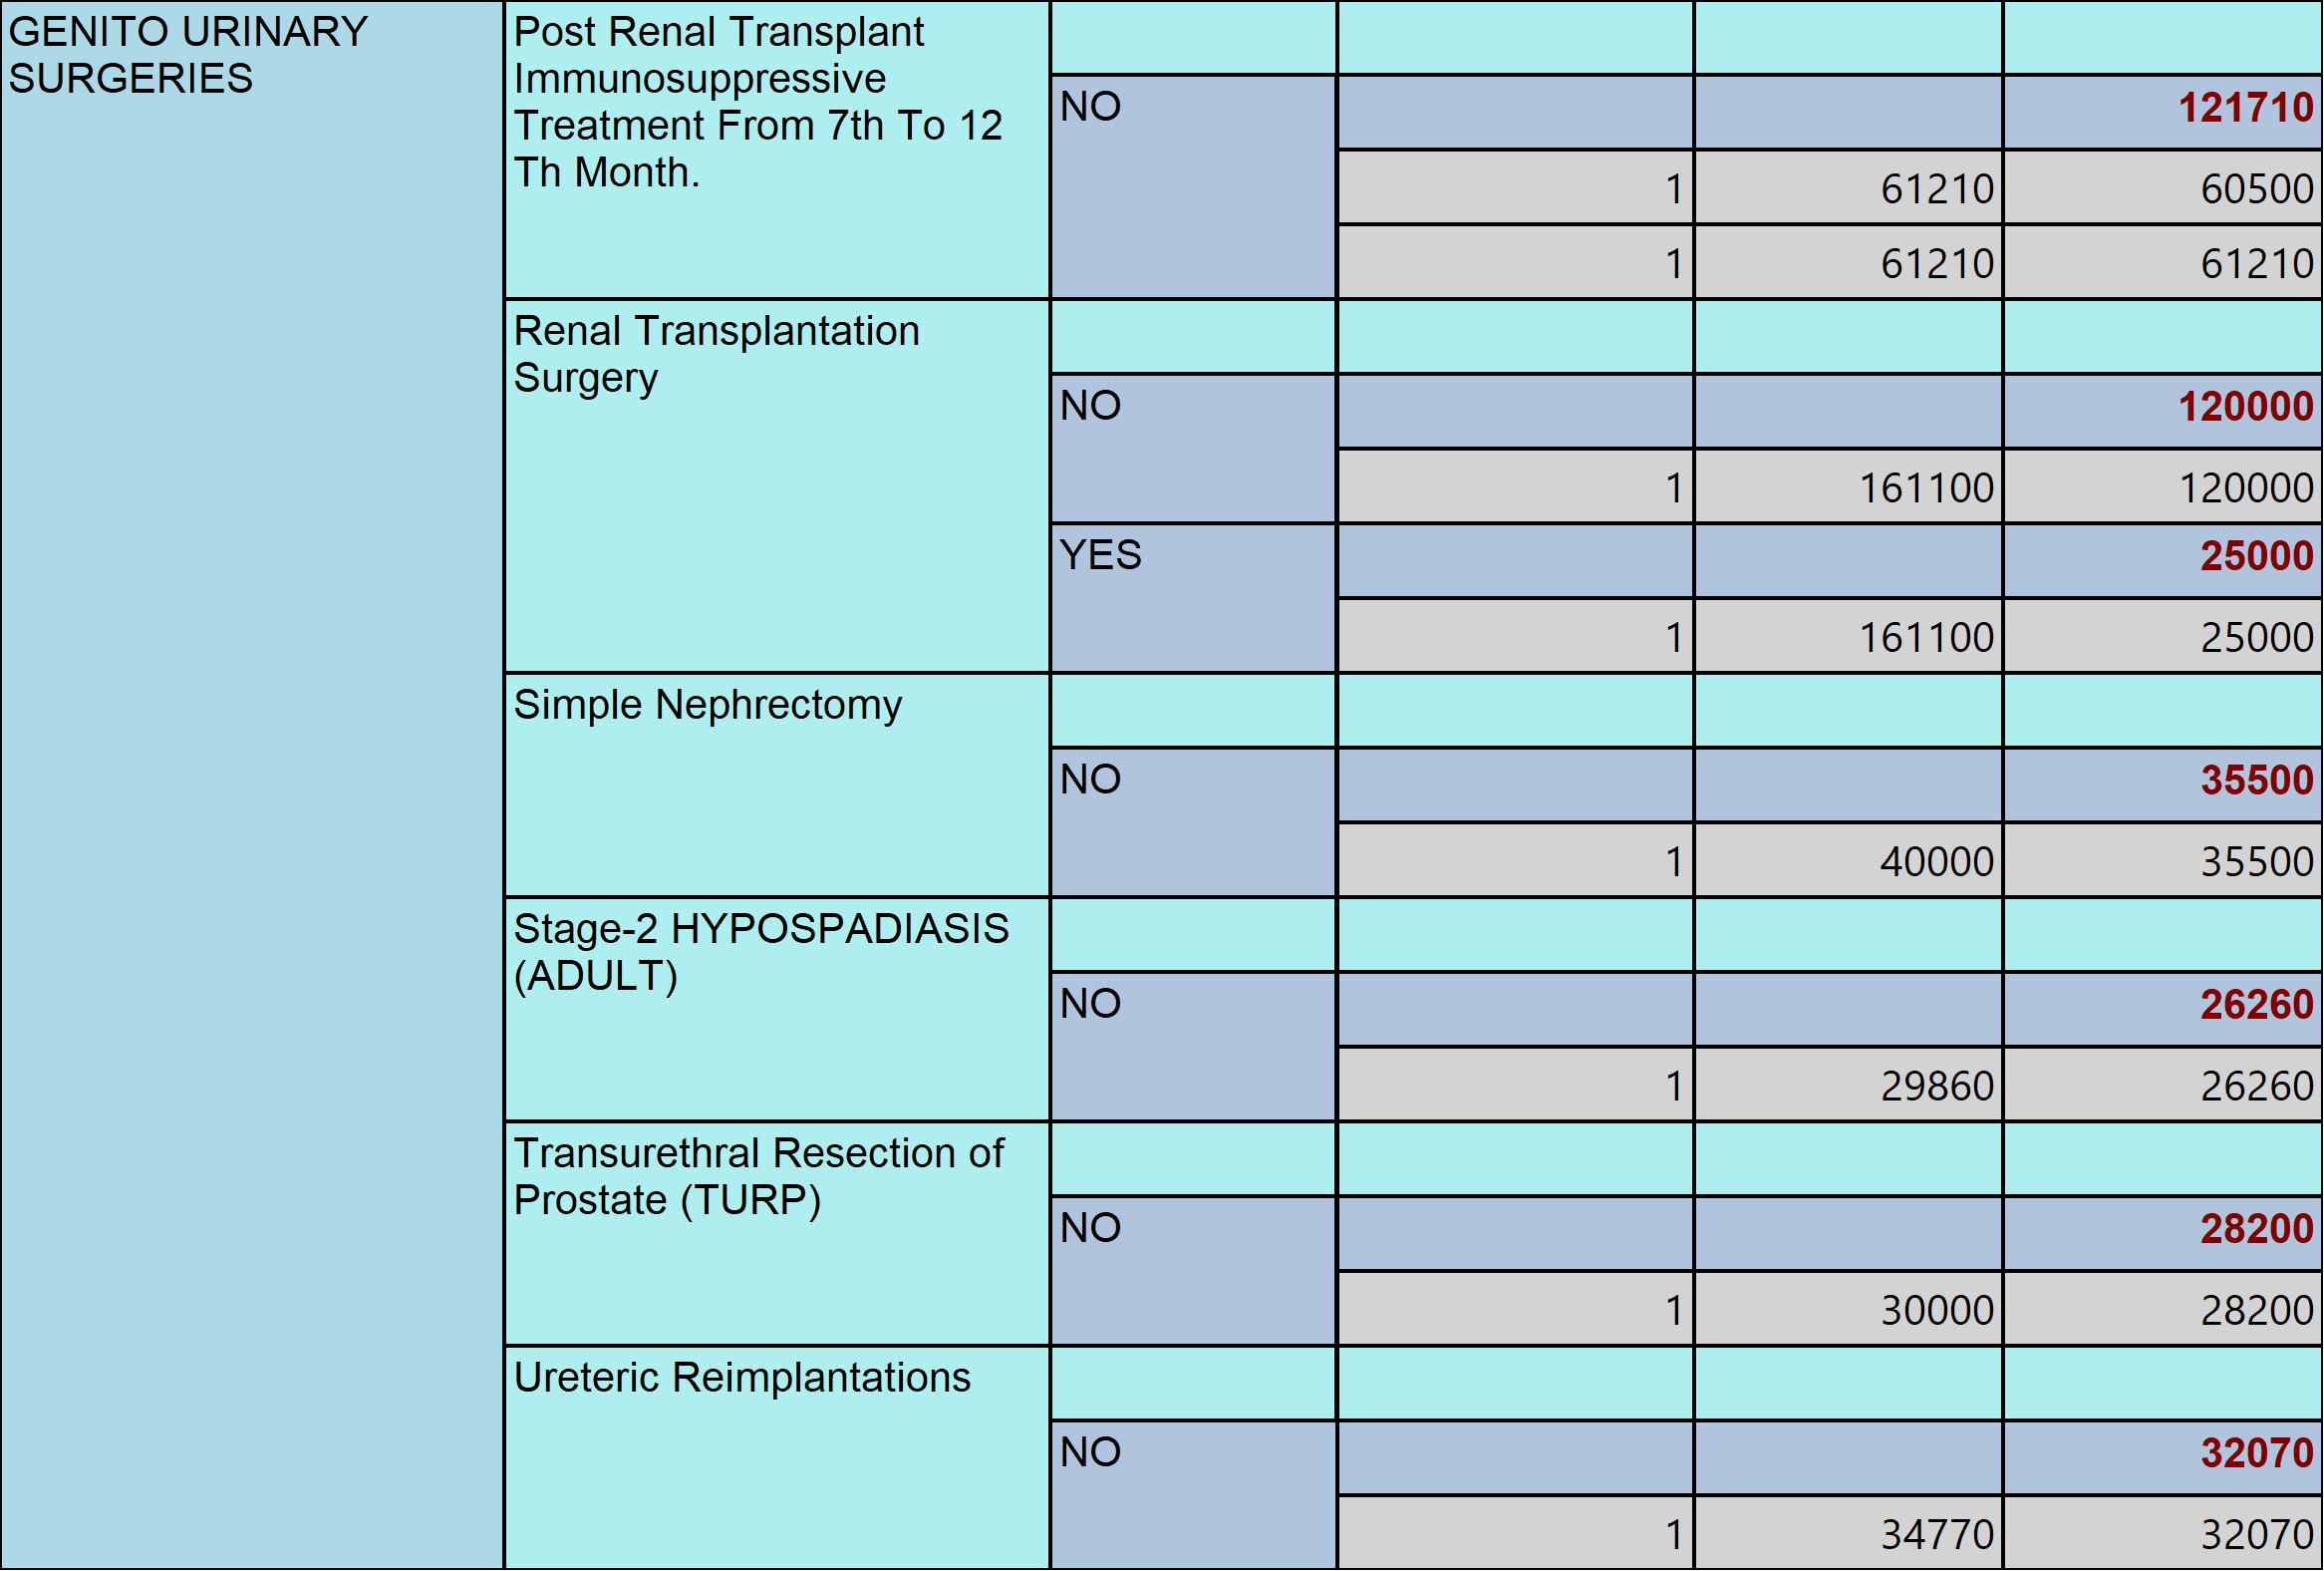 GENITO URINARY
SURGERIES
Post Renal Transplant
Immunosuppressive
Treatment From 7th To 12
Th Month.
NO 121710
1 61210 60500
1 61210 61210
Renal Transplantation
Surgery
NO 120000
1 161100 120000
YES 25000
1 161100 25000
Simple Nephrectomy
NO 35500
1 40000 35500
Stage-2 HYPOSPADIASIS
(ADULT)
NO 26260
1 29860 26260
Transurethral Resection of
Prostate (TURP)
NO 28200
1 30000 28200
Ureteric Reimplantations
NO 32070
1 34770 32070